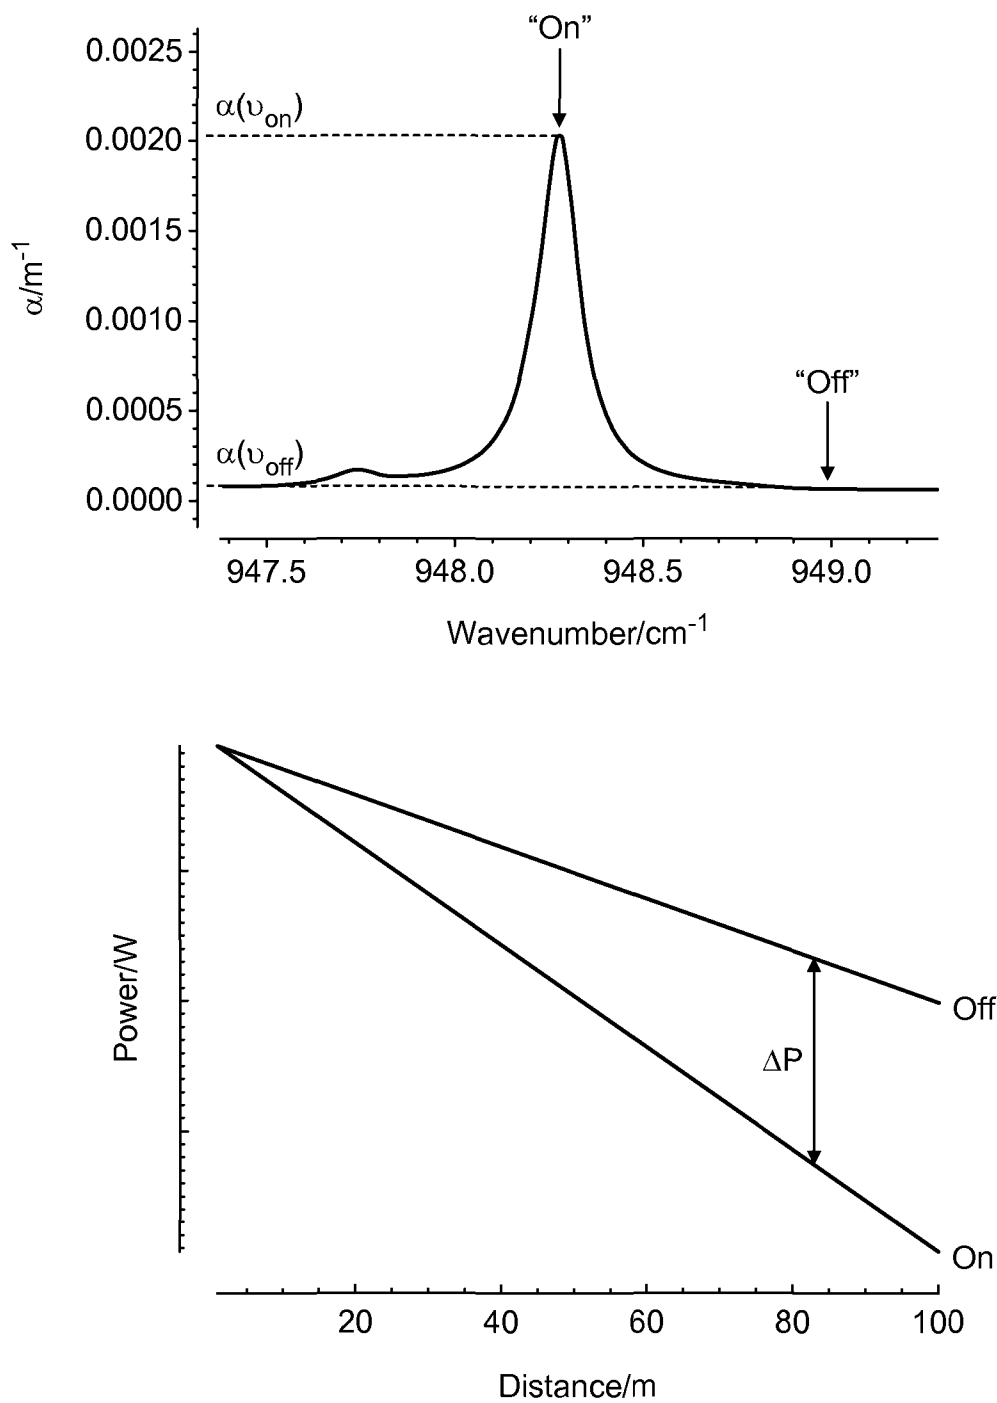 “On”
0.0025
α(υon)
0.0020
0.0015
α/m-1
0.0010
“Off”
0.0005
α(υoff)
0.0000
947.5 948.0 948.5 949.0
Wavenumber/cm-1
Power/W
Off
ΔP
On
20 40 60 80 100
Distance/m